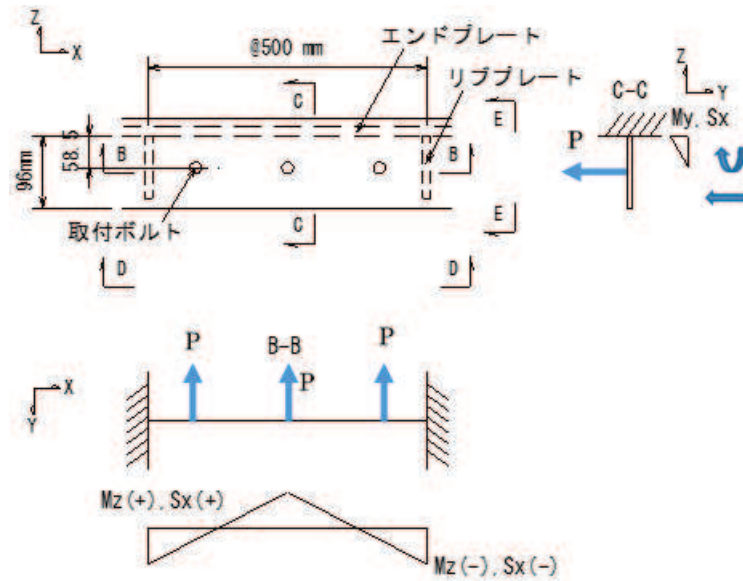 Z
X
@500 mm
エンドプレート
リブプレート
C
E
B
B
58.5
96mm
取付ボルト
C
E
D
D
C-C
Z
Y
My.Sx
P
P
B-B
P
P
X
Y
Mz(+).Sx(+)
Mz(-).Sx(-)